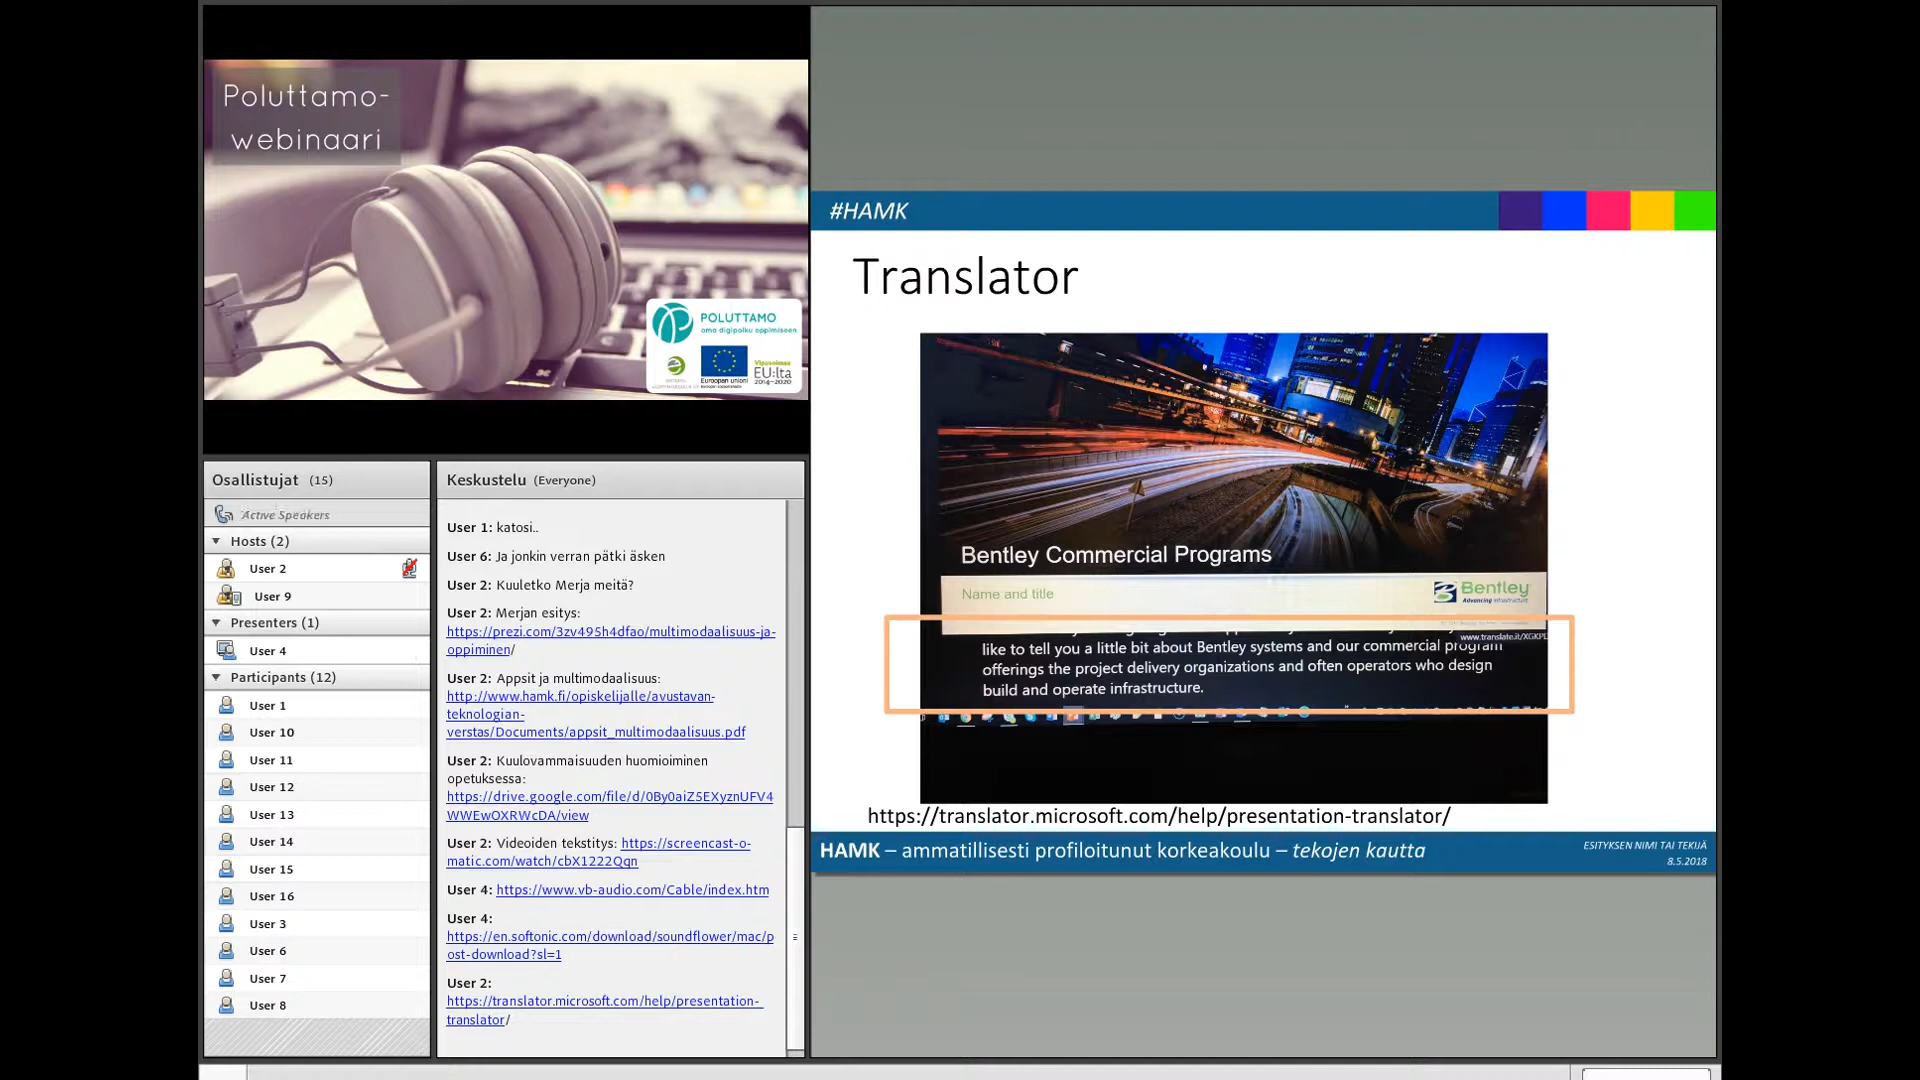 Poluttamo-
webinaari
POLUTTAMO
oma digipolku oppimiseen
Euroopan unioni
Vipuvoimaa
EU:lta
2014–2020
Osallistujat (15)
Active Speakers
Hosts (2)
User 2
User 9
Presenters (1)
User 4
Participants (12)
User 1
User 10
User 11
User 12
User 13
User 14
User 15
User 16
User 3
User 6
User 7
User 8
Keskustelu (Everyone)
User 1: katosi..
User 6: Ja jonkin verran pätki äsken
User 2: Kuuletko Merja meitä?
User 2: Merjan esitys:
https://prezi.com/3zv495h4dfao/multimodaalisuus-ja-
oppiminen/
User 2: Appsit ja multimodaalisuus:
http://www.hamk.fi/opiskelijalle/avustavan-
teknologian-
verstas/Documents/appsit_multimodaalisuus.pdf
User 2: Kuulovammaisuuden huomioiminen
opetuksessa:
https://drive.google.com/file/d/0By0aiZ5EXyznUFV4
WWEwOXRWcDA/view
User 2: Videoiden tekstitys: https://screencast-o-
matic.com/watch/cbX1222Qqn
User 4: https://www.vb-audio.com/Cable/index.htm
User 4:
https://en.softonic.com/download/soundflower/mac/p
ost-download?sl=1
User 2:
https://translator.microsoft.com/help/presentation-
translator/
#HAMK
Translator
Bentley Commercial Programs
Name and title
Bentley
Advancing Infrastructure
www.translate.it/XGKPD
like to tell you a little bit about Bentley systems and our commercial program
offerings the project delivery organizations and often operators who design
build and operate infrastructure.
https://translator.microsoft.com/help/presentation-translator/
HAMK – ammatillisesti profiloitunut korkeakoulu – tekojen kautta
ESITYKSEN NIMI TAI TEKIJÄ
8.5.2018